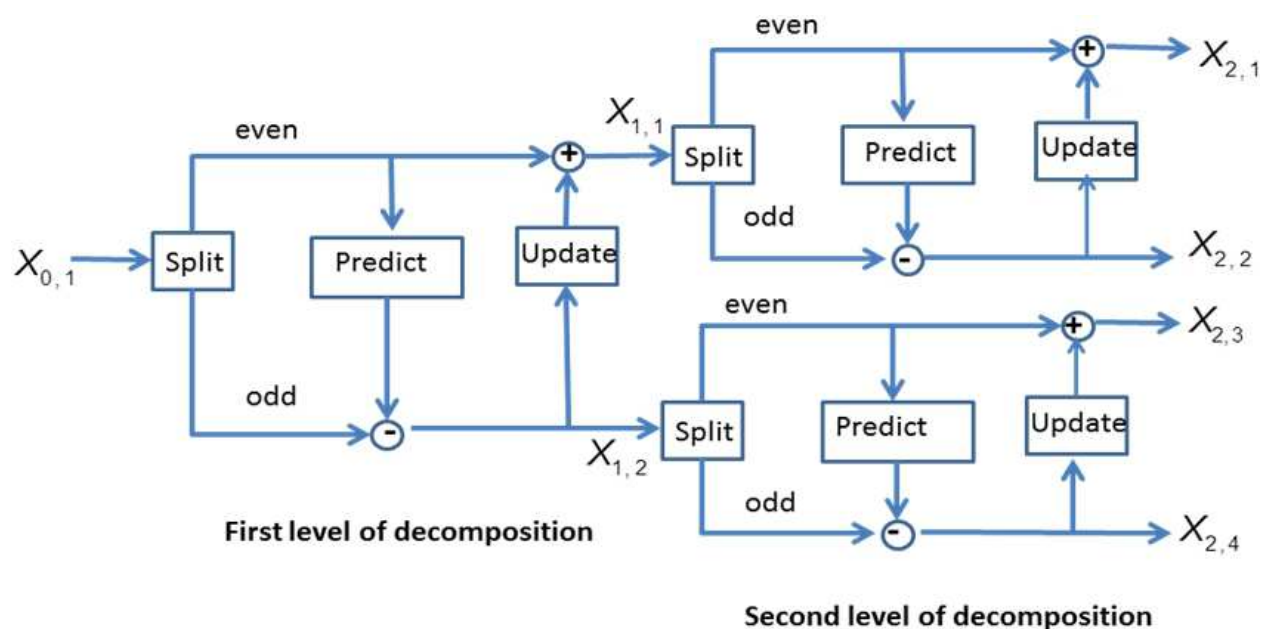 even
X2,1
X1,1
even
+
Split
Predict
Update
+
odd
X0,1
Split
Predict
Update
-
X2,2
even
+
X2,3
odd
-
X1,2
Split
Predict
Update
odd
-
X2,4
First level of decomposition
Second level of decomposition